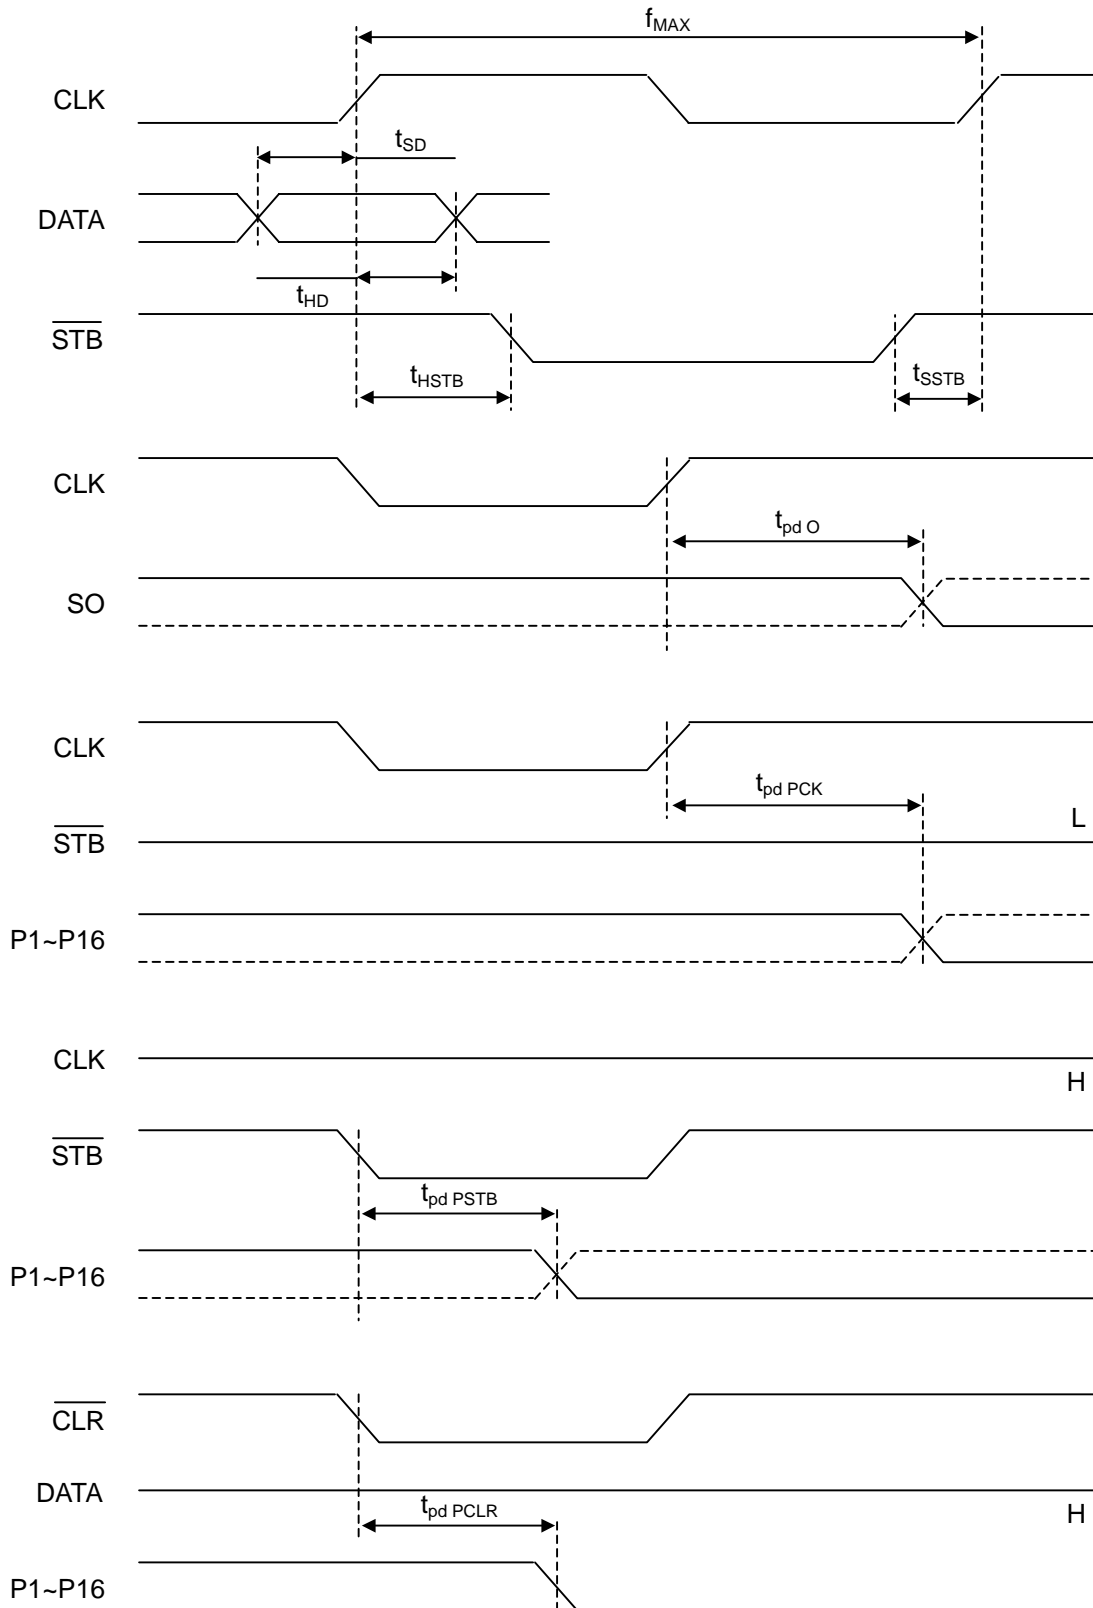 fMAX
CLK
tSD
DATA
tHD
STB
tHSTB
tSSTB
CLK
tpd O
SO
CLK
tpd PCK
L
STB
P1~P16
CLK
H
STB
tpd PSTB
P1~P16
CLR
DATA
H
tpd PCLR
P1~P16